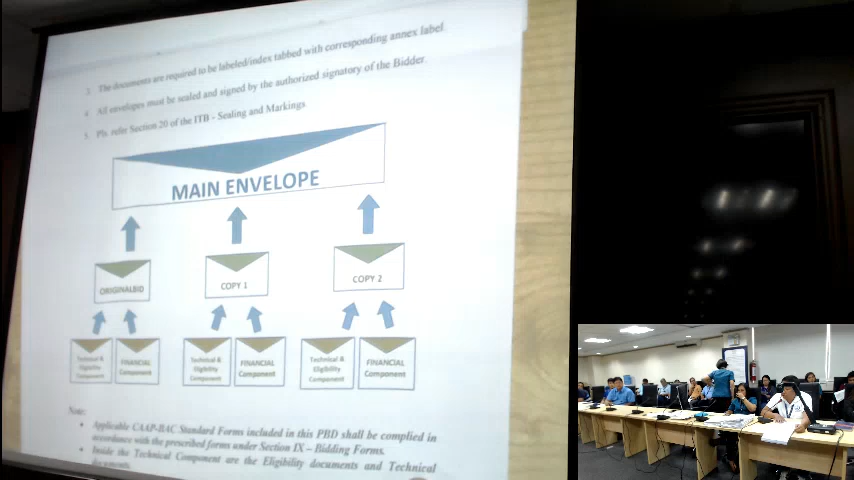 3. The documents are required to be labeled/index tabbed with corresponding annex label
4. All envelopes must be sealed and signed by the authorized signatory of the Bidder.
5. Pls. refer Section 20 of the ITB - Sealing and Markings
MAIN ENVELOPE
ORIGINALBID
COPY 1
COPY 2
Technical &
Eligibility
Component
FINANCIAL
Component
Technical &
Eligibility
Component
FINANCIAL
Component
Technical &
Eligibility
Component
FINANCIAL
Component
Note:
• Applicable CAAP-BAC Standard Forms included in this PBD shall be complied in
accordance with the prescribed forms under Section IX – Bidding Forms.
• Inside the Technical Component are the Eligibility documents and Technical
documents.